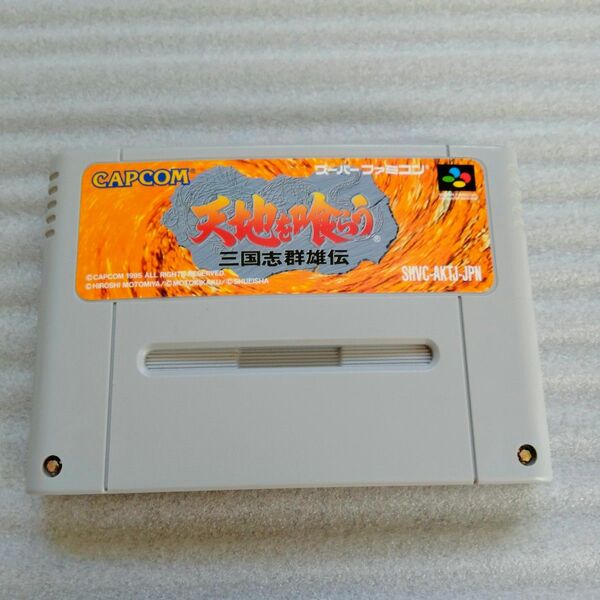 CAPCOM
スーパーファミコン
天地を喰らう®
三国志群雄伝
©CAPCOM 1995 ALL RIGHTS RESERVED
©HIROSHI MOTOMIYA/©MOTOKIKAKU/©SHUEISHA
SHVC-AKTJ-JPN